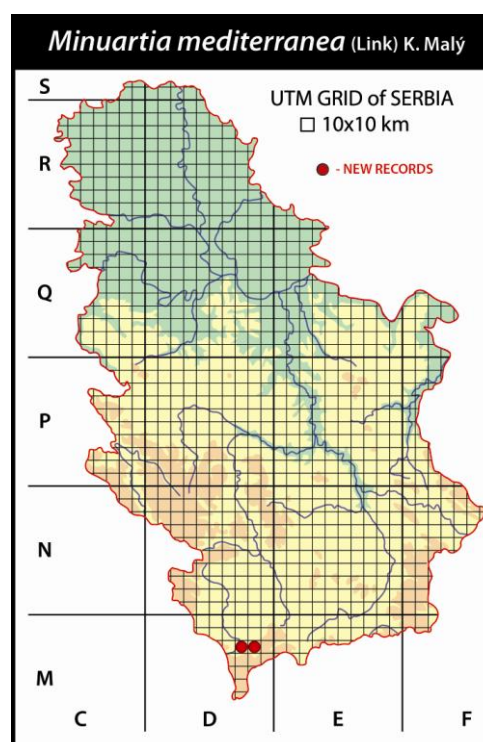 Minuartia mediterranea (Link) K. Malý
UTM GRID of SERBIA
10x10 km
- NEW RECORDS
S
R
Q
P
N
M
C D E F